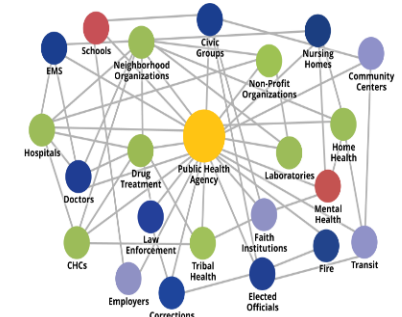 Schools
Civic
Groups
Nursing
Homes
EMS
Neighborhood
Organizations
Non-Profit
Organizations
Community
Centers
Hospitals
Drug
Treatment
Public Health
Agency
Laboratories
Home
Health
Doctors
Mental
Health
Law
Enforcement
Faith
Institutions
CHCs
Tribal
Health
Fire
Transit
Employers
Elected
Officials
Corrections